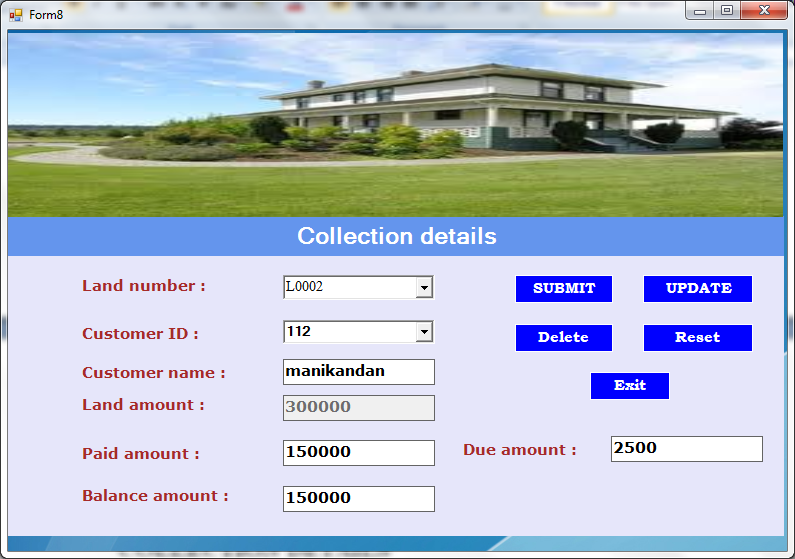 Form8
Collection details
Land number : L0002 SUBMIT UPDATE
Customer ID : 112 Delete Reset
Customer name : manikandan Exit
Land amount : 300000
Paid amount : 150000 Due amount : 2500
Balance amount : 150000